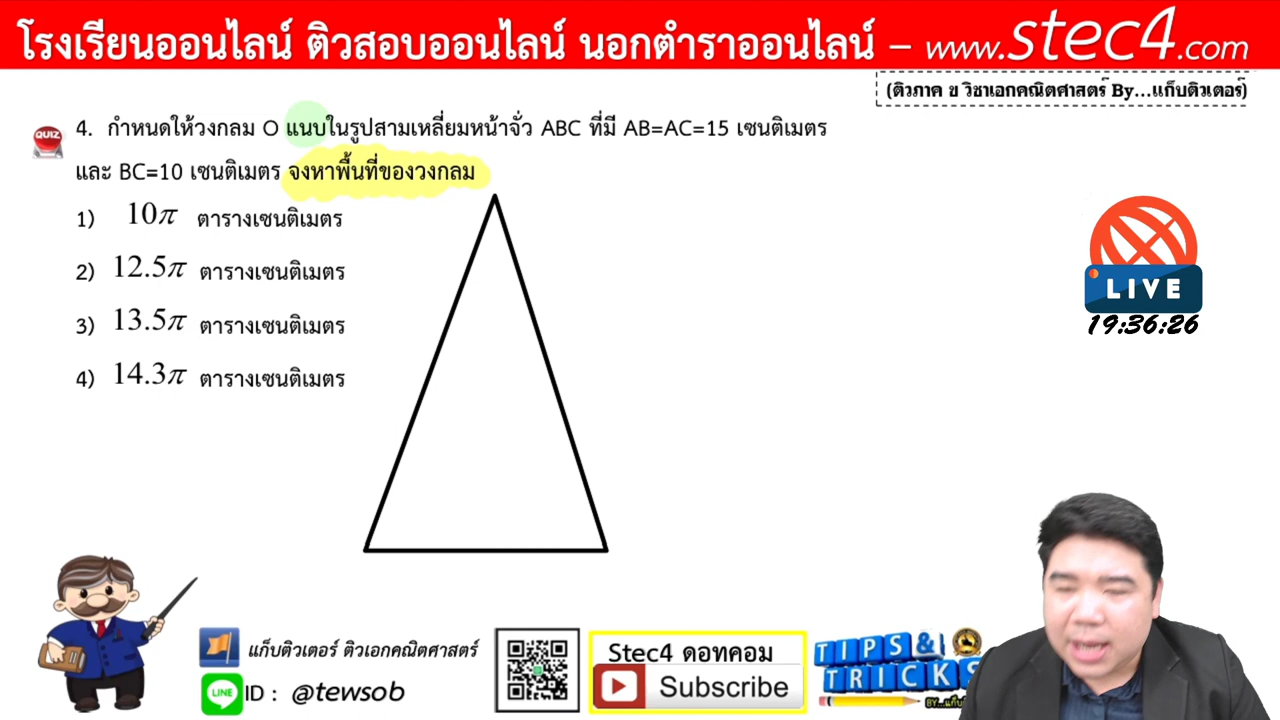 โรงเรียนออนไลน์ ติวสอบออนไลน์ นอกตำราออนไลน์ – www.stec4.com
(ติวภาค ข วิชาเอกคณิตศาสตร์ By...แก็บติวเตอร์)
QUIZ
4. กำหนดให้วงกลม O แนบในรูปสามเหลี่ยมหน้าจั่ว ABC ที่มี AB=AC=15 เซนติเมตร
และ BC=10 เซนติเมตร จงหาพื้นที่ของวงกลม
1) 10π ตารางเซนติเมตร
2) 12.5π ตารางเซนติเมตร
3) 13.5π ตารางเซนติเมตร
4) 14.3π ตารางเซนติเมตร
LIVE
19:36:26
แก็บติวเตอร์ ติวเอกคณิตศาสตร์
LINE ID : @tewsob
Stec4 ดอทคอม
Subscribe
TIPS &
TRICKS